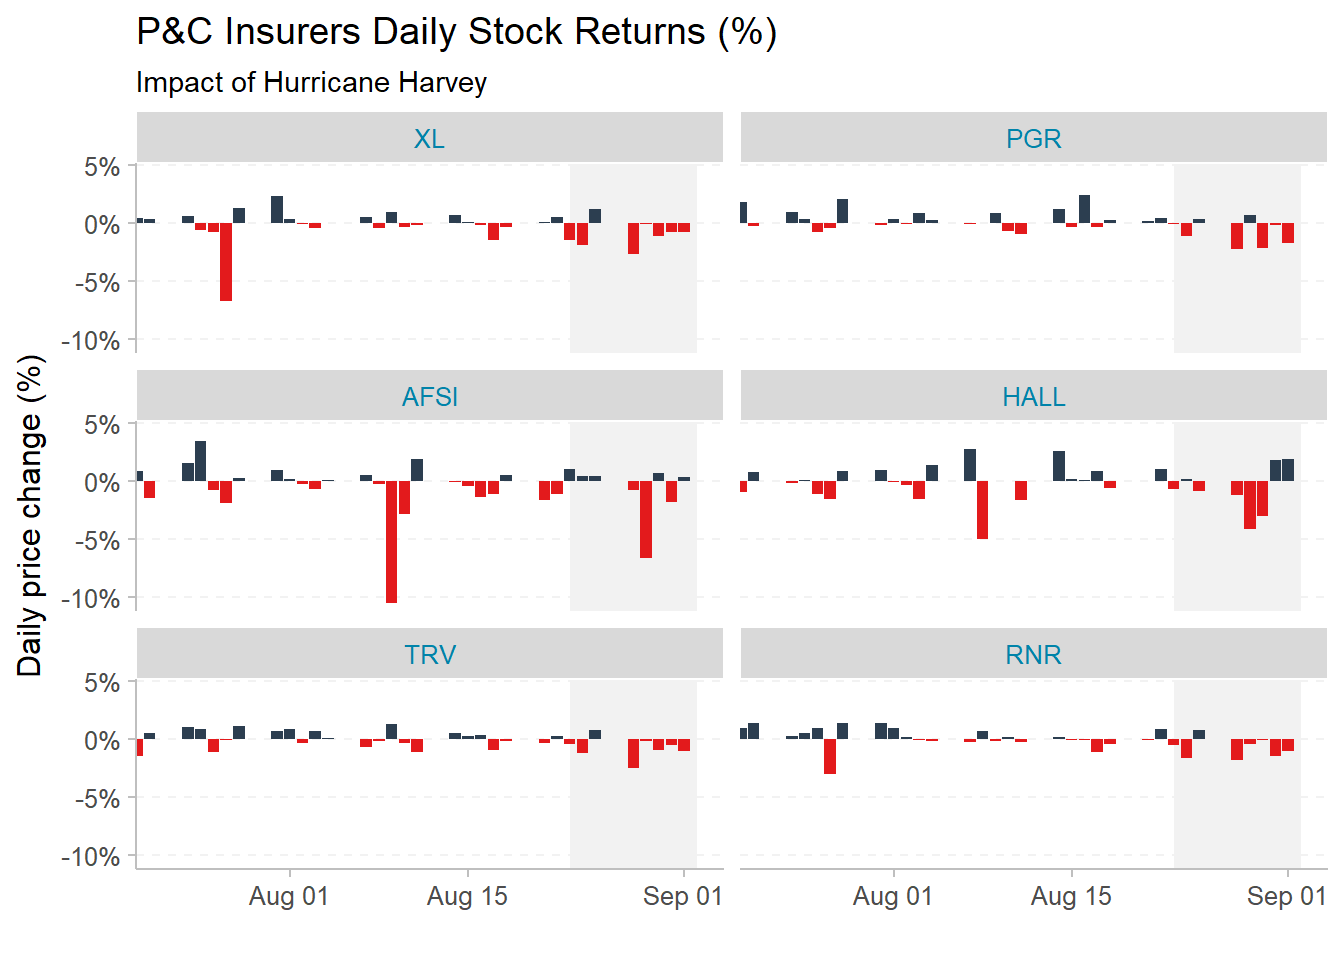 P&C Insurers Daily Stock Returns (%)
Impact of Hurricane Harvey
Daily price change (%)
XL
PGR
5%
0%
-5%
-10%
AFSI
HALL
5%
0%
-5%
-10%
TRV
RNR
5%
0%
-5%
-10%
Aug 01
Aug 15
Sep 01
Aug 01
Aug 15
Sep 01